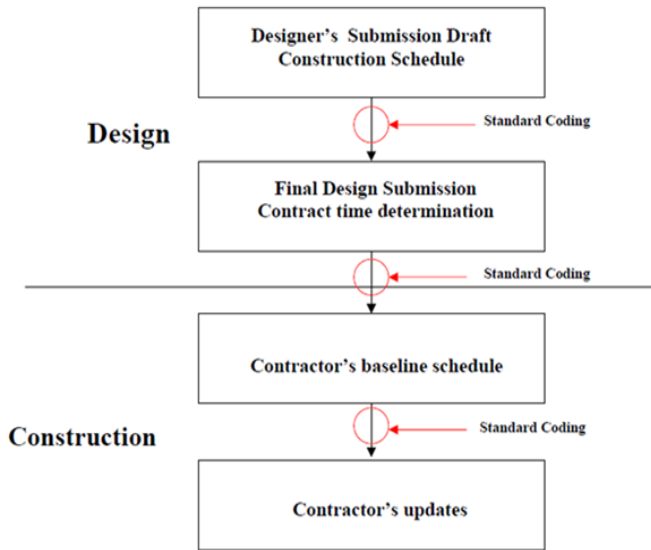 Designer’s Submission Draft
Construction Schedule
Standard Coding
Design
Final Design Submission
Contract time determination
Standard Coding
Contractor’s baseline schedule
Standard Coding
Construction
Contractor’s updates